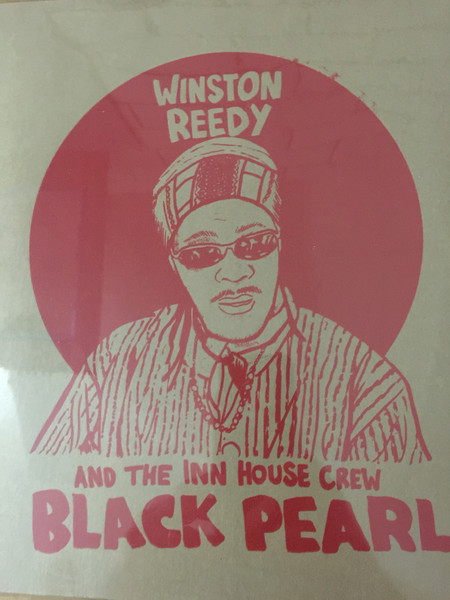 WINSTON
REEDY
AND THE INN HOUSE CREW
BLACK PEARL